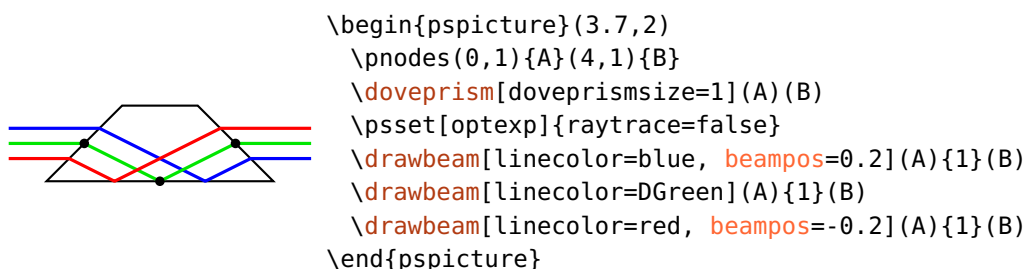 \begin{pspicture}(3.7,2)
\pnodes(0,1){A}(4,1){B}
\doveprism[doveprismsize=1](A)(B)
\psset[optexp]{raytrace=false}
\drawbeam[linecolor=blue, beampos=0.2](A){1}(B)
\drawbeam[linecolor=DGreen](A){1}(B)
\drawbeam[linecolor=red, beampos=-0.2](A){1}(B)
\end{pspicture}